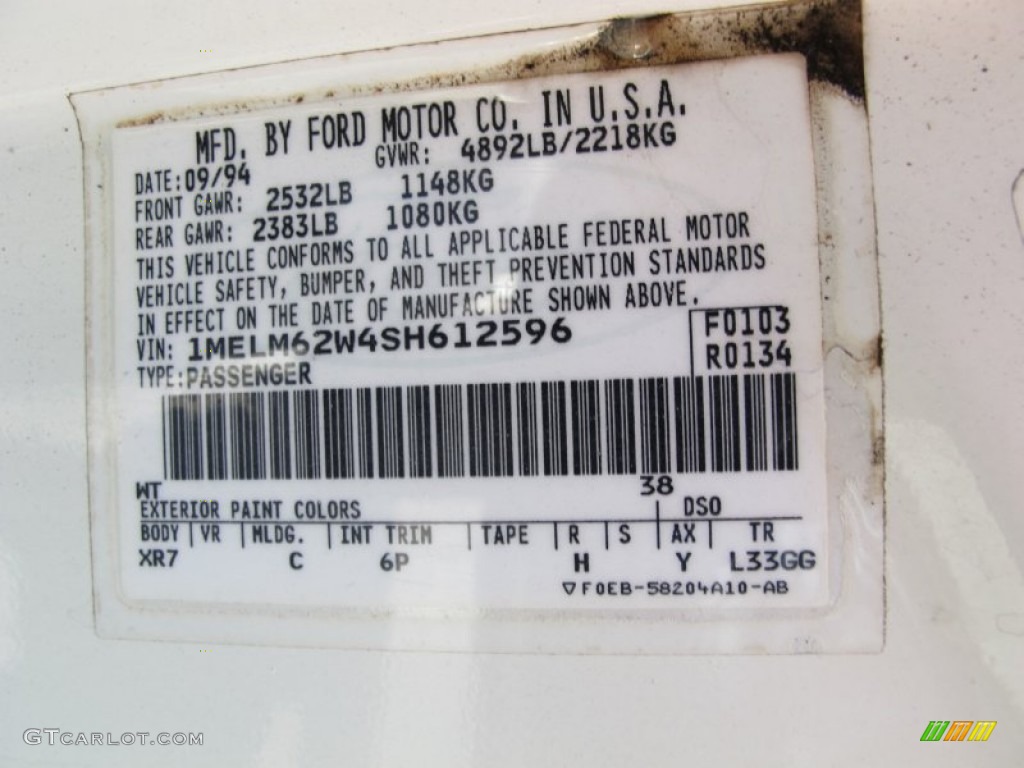 MFD. BY FORD MOTOR CO. IN U.S.A.
DATE:09/94 GVWR: 4892LB/2218KG
FRONT GAWR: 2532LB 1148KG
REAR GAWR: 2383LB 1080KG
THIS VEHICLE CONFORMS TO ALL APPLICABLE FEDERAL MOTOR
VEHICLE SAFETY, BUMPER, AND THEFT PREVENTION STANDARDS
IN EFFECT ON THE DATE OF MANUFACTURE SHOWN ABOVE.
VIN: 1MELM62W4SH612596 F0103
TYPE:PASSENGER R0134
WT 38
EXTERIOR PAINT COLORS DSO
BODY VR MLDG. INT TRIM TAPE R S AX TR
XR7 C 6P H Y L33GG
▽F0EB-58204A10-AB
GTCARLOT.COM